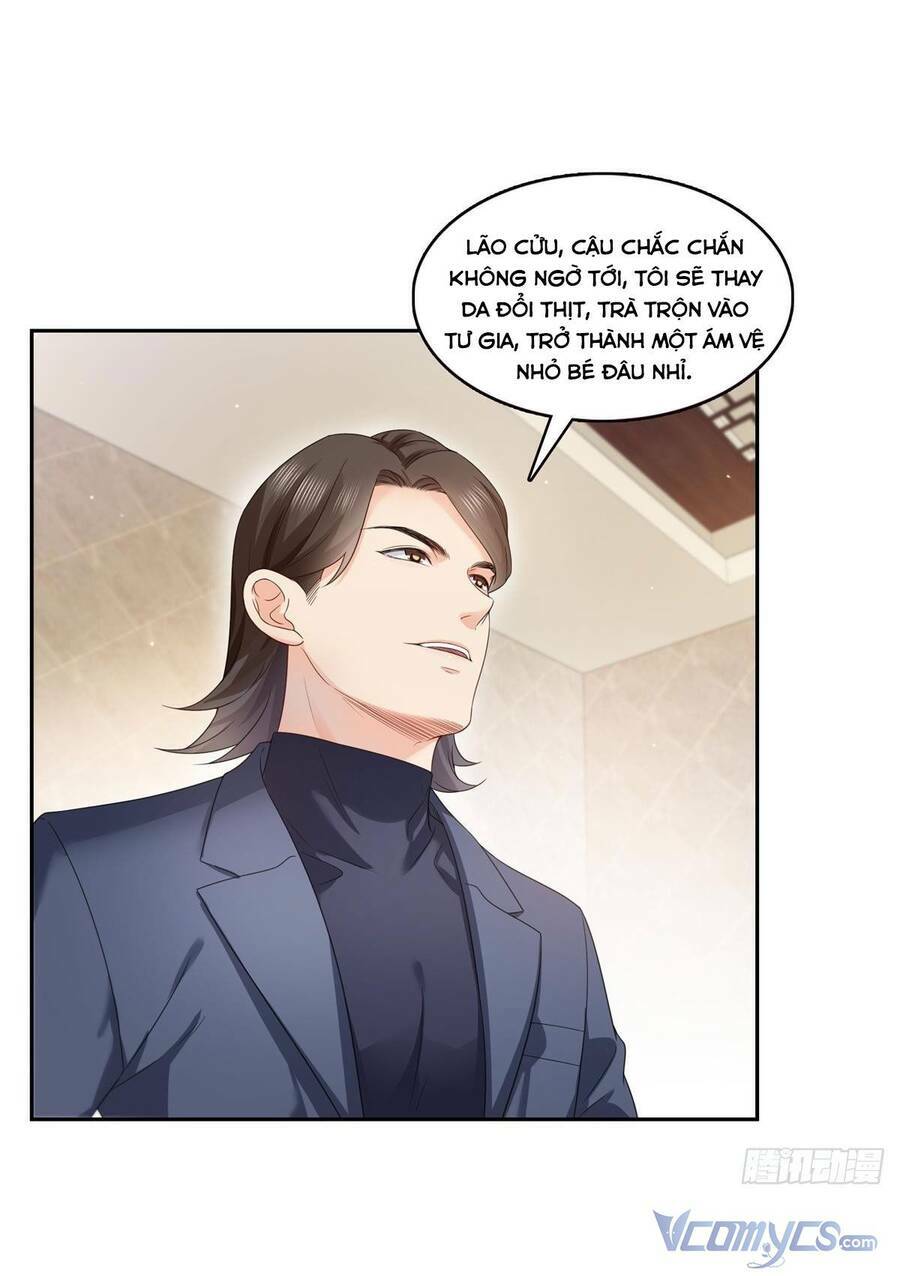 LÃO CỬU, CẬU CHẮC CHẮN
KHÔNG NGỜ TỚI, TÔI SẼ THAY
DA ĐỔI THỊT, TRÀ TRỘN VÀO
TƯ GIA, TRỞ THÀNH MỘT ÁM VỆ
NHỎ BÉ ĐÂU NHỈ.
腾讯动漫
VCOMYCS.com